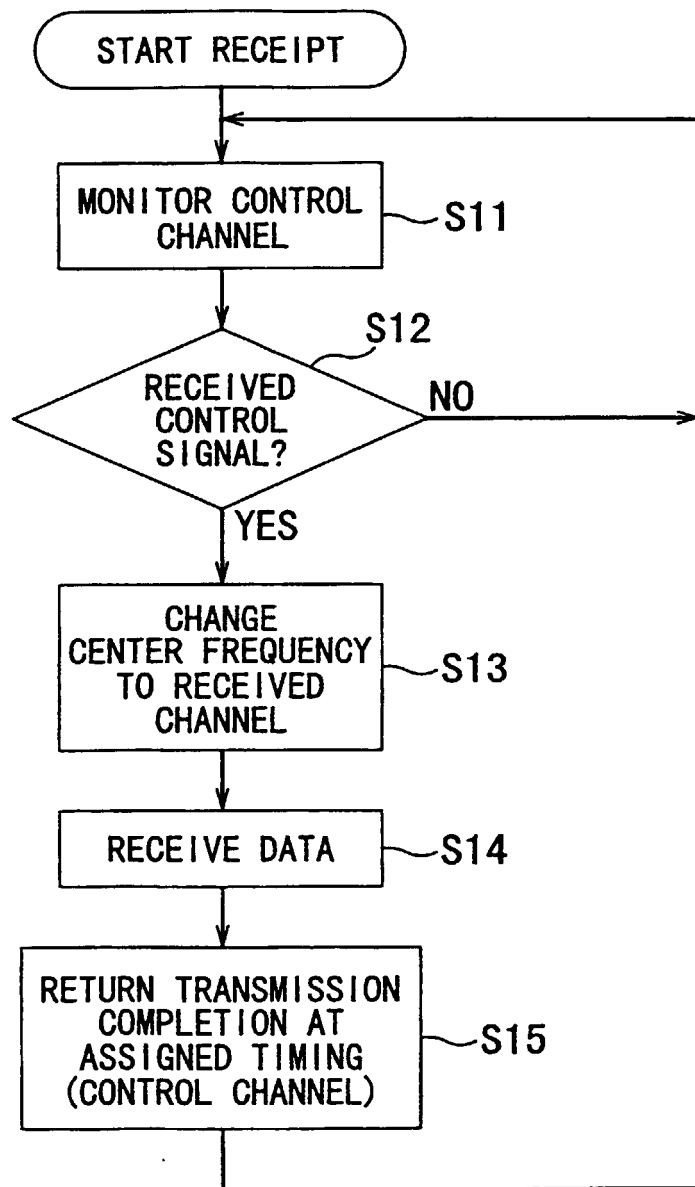 START RECEIPT
MONITOR CONTROL
CHANNEL
S11
S12
RECEIVED
CONTROL
SIGNAL?
NO
YES
CHANGE
CENTER FREQUENCY
TO RECEIVED
CHANNEL
S13
RECEIVE DATA
S14
RETURN TRANSMISSION
COMPLETION AT
ASSIGNED TIMING
(CONTROL CHANNEL)
S15